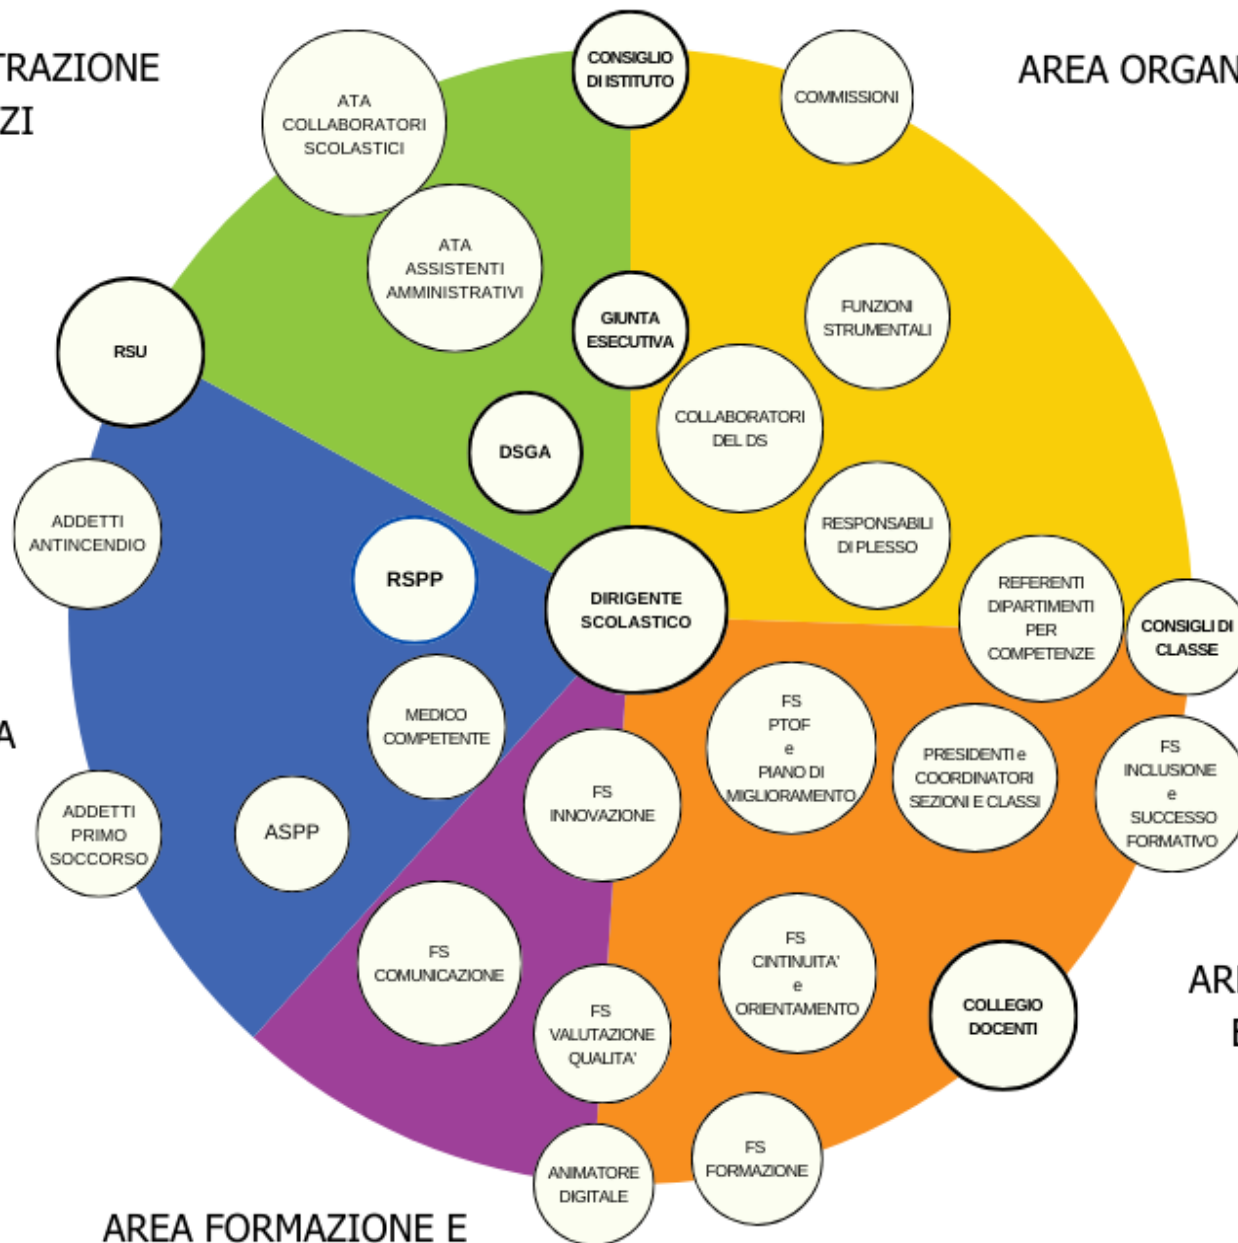 TRAZIONE
ZI
AREA ORGAN
CONSIGLIO
DI ISTITUTO
COMMISSIONI
ATA
COLLABORATORI
SCOLASTICI
ATA
ASSISTENTI
AMMINISTRATIVI
GIUNTA
ESECUTIVA
FUNZIONI
STRUMENTALI
RSU
COLLABORATORI
DEL DS
DSGA
ADDETTI
ANTINCENDIO
RESPONSABILI
DI PLESSO
RSPP
DIRIGENTE
SCOLASTICO
REFERENTI
DIPARTIMENTI
PER
COMPETENZE
CONSIGLI DI
CLASSE
MEDICO
COMPETENTE
FS
PTOF
e
PIANO DI
MIGLIORAMENTO
PRESIDENTI e
COORDINATORI
SEZIONI E CLASSI
FS
INCLUSIONE
e
SUCCESSO
FORMATIVO
A
ADDETTI
PRIMO
SOCCORSO
ASPP
FS
INNOVAZIONE
FS
COMUNICAZIONE
FS
CINTINUITA'
e
ORIENTAMENTO
COLLEGIO
DOCENTI
ARE
E
FS
VALUTAZIONE
QUALITA'
ANIMATORE
DIGITALE
FS
FORMAZIONE
AREA FORMAZIONE E